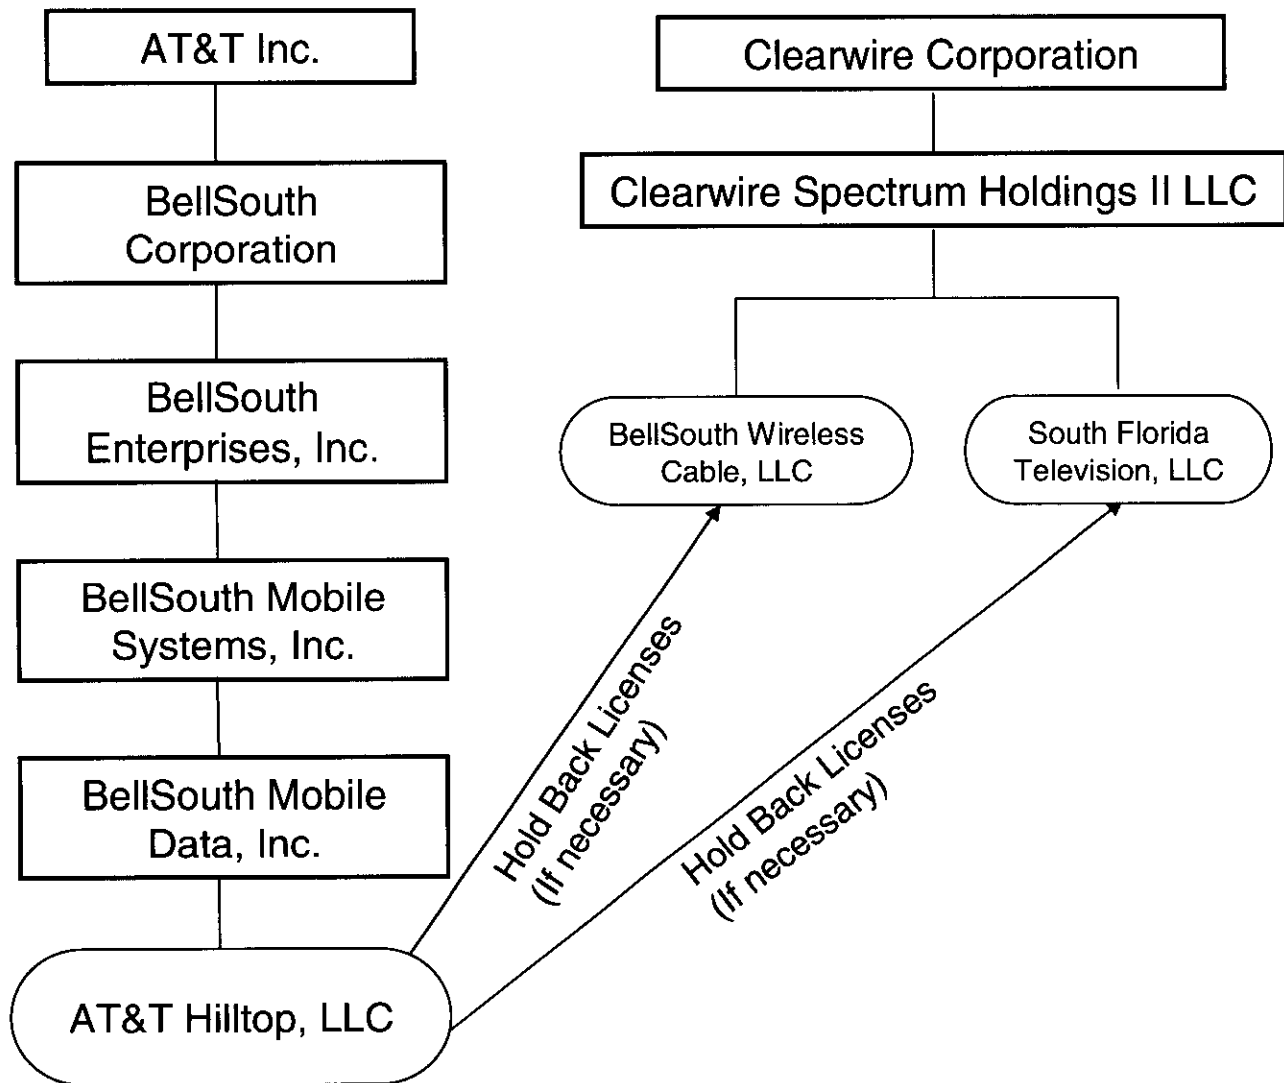 AT&T Inc.
BellSouth
Corporation
BellSouth
Enterprises, Inc.
BellSouth Mobile
Systems, Inc.
BellSouth Mobile
Data, Inc.
AT&T Hilltop, LLC
Clearwire Corporation
Clearwire Spectrum Holdings II LLC
BellSouth Wireless
Cable, LLC
South Florida
Television, LLC
Hold Back Licenses
(If necessary)
Hold Back Licenses
(If necessary)